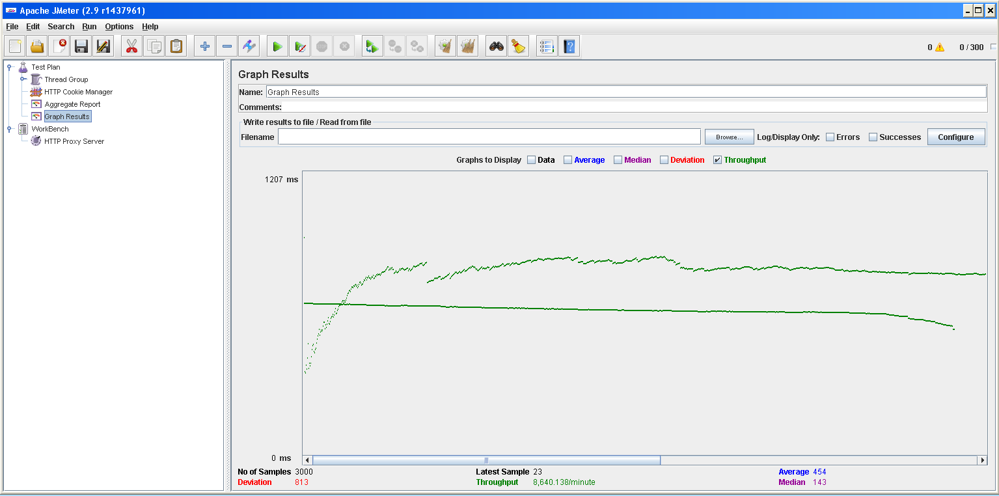 Apache JMeter (2.9 r1437961)
File Edit Search Run Options Help
0 0 / 300
Test Plan
Thread Group
HTTP Cookie Manager
Aggregate Report
Graph Results
WorkBench
HTTP Proxy Server
Graph Results
Name: Graph Results
Comments:
Write results to file / Read from file
Filename Browse... Log/Display Only: Errors Successes Configure
Graphs to Display Data Average Median Deviation Throughput
1207 ms
0 ms
No of Samples 3000 Latest Sample 23 Average 454
Deviation 813 Throughput 8,640.138/minute Median 143